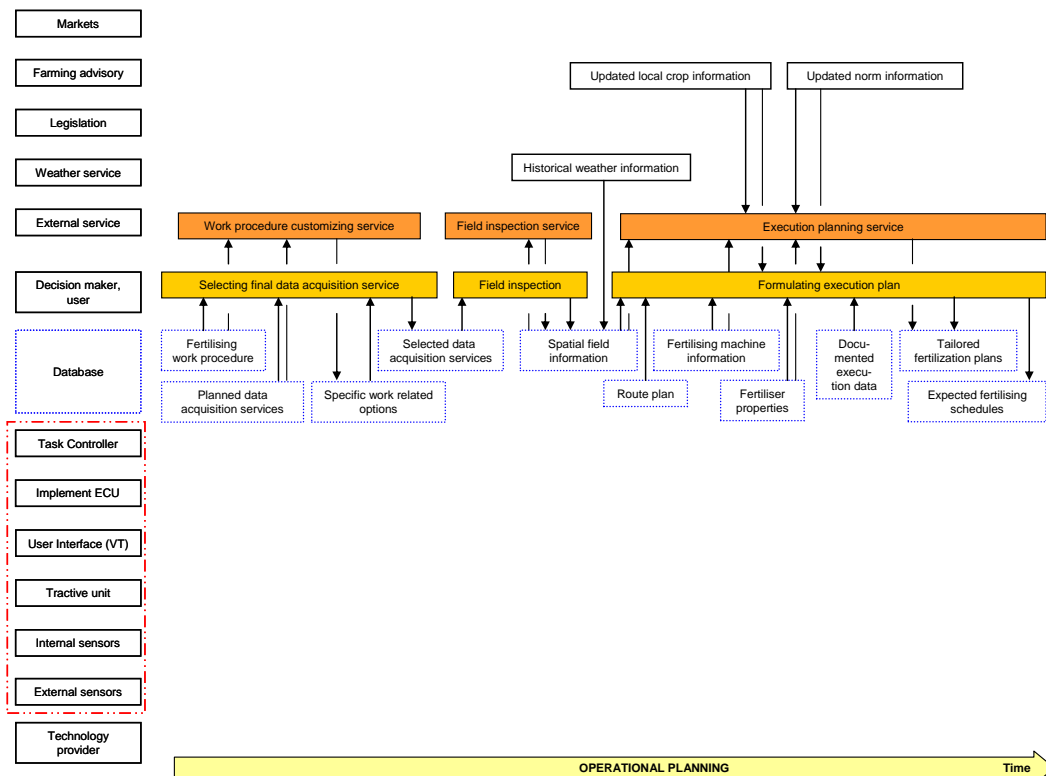 Markets
Farming advisory
Updated local crop information
Updated norm information
Legislation
Weather service
Historical weather information
External service
Work procedure customizing service
Field inspection service
Execution planning service
Decision maker,
user
Selecting final data acquisition service
Field inspection
Formulating execution plan
Database
Fertilising
work procedure
Selected data
acquisition services
Spatial field
information
Fertilising machine
information
Docu-
mented
execu-
tion data
Tailored
fertilization plans
Planned data
acquisition services
Specific work related
options
Route plan
Fertiliser
properties
Expected fertilising
schedules
Task Controller
Implement ECU
User Interface (VT)
Tractive unit
Internal sensors
External sensors
Technology
provider
OPERATIONAL PLANNING
Time